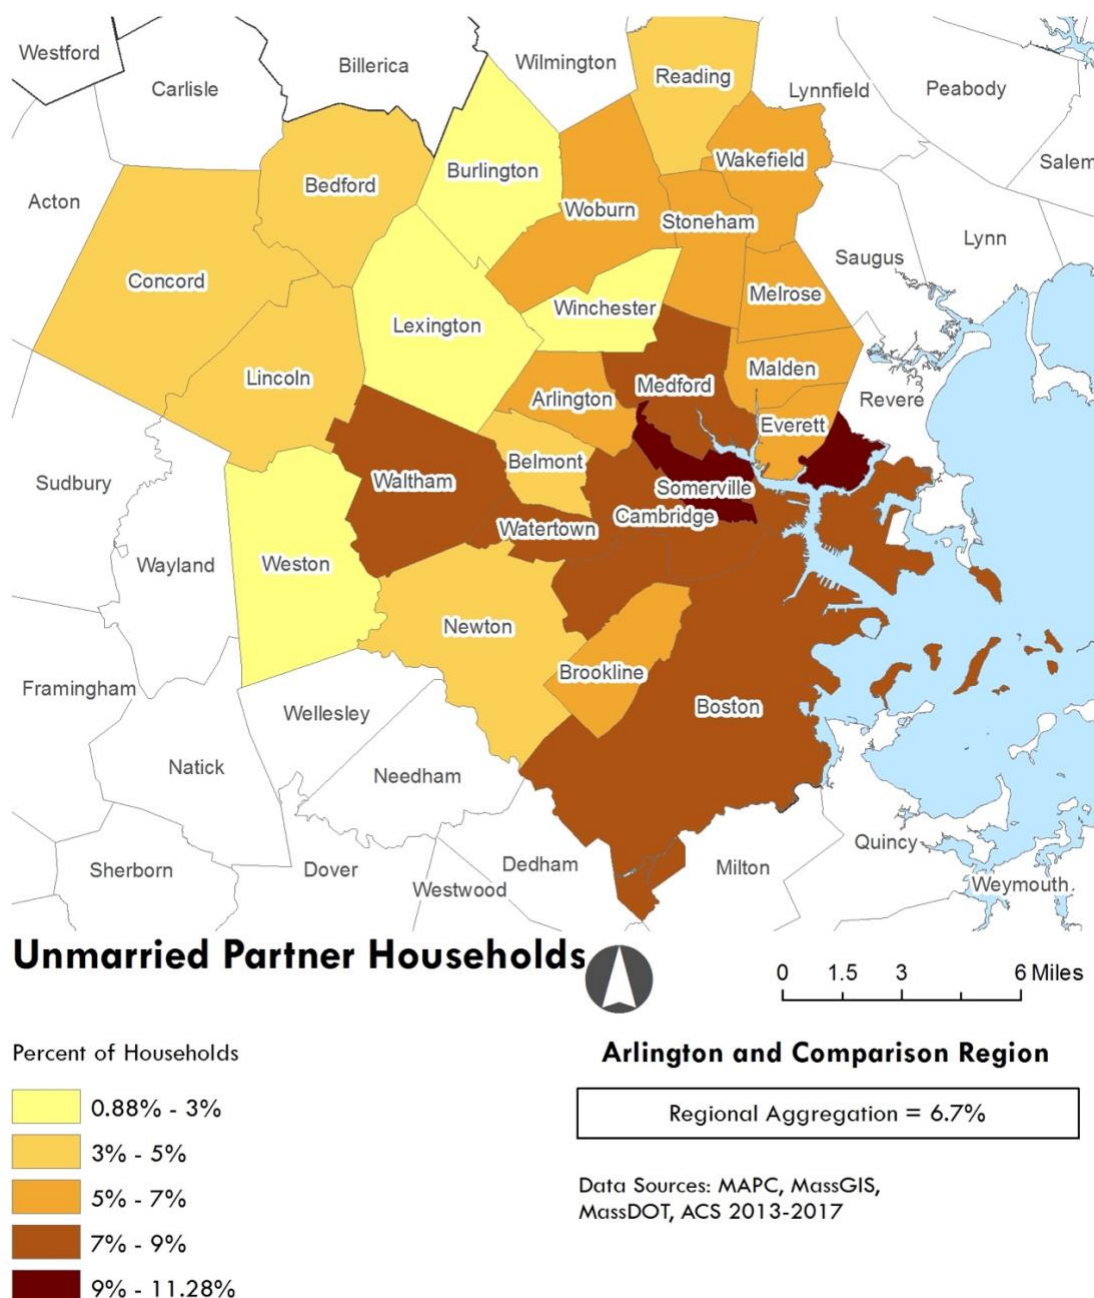 Westford
Carlisle
Billerica
Wilmington
Reading
Lynnfield
Peabody
Salem
Acton
Bedford
Burlington
Woburn
Wakefield
Stoneham
Lynn
Saugus
Concord
Lexington
Winchester
Melrose
Lincoln
Arlington
Medford
Malden
Revere
Everett
Sudbury
Waltham
Belmont
Somerville
Cambridge
Watertown
Wayland
Weston
Newton
Brookline
Boston
Framingham
Wellesley
Natick
Needham
Sherborn
Dover
Westwood
Dedham
Milton
Quincy
Weymouth
Unmarried Partner Households
0 1.5 3 6 Miles
Percent of Households
0.88% - 3%
3% - 5%
5% - 7%
7% - 9%
9% - 11.28%
Arlington and Comparison Region
Regional Aggregation = 6.7%
Data Sources: MAPC, MassGIS,
MassDOT, ACS 2013-2017